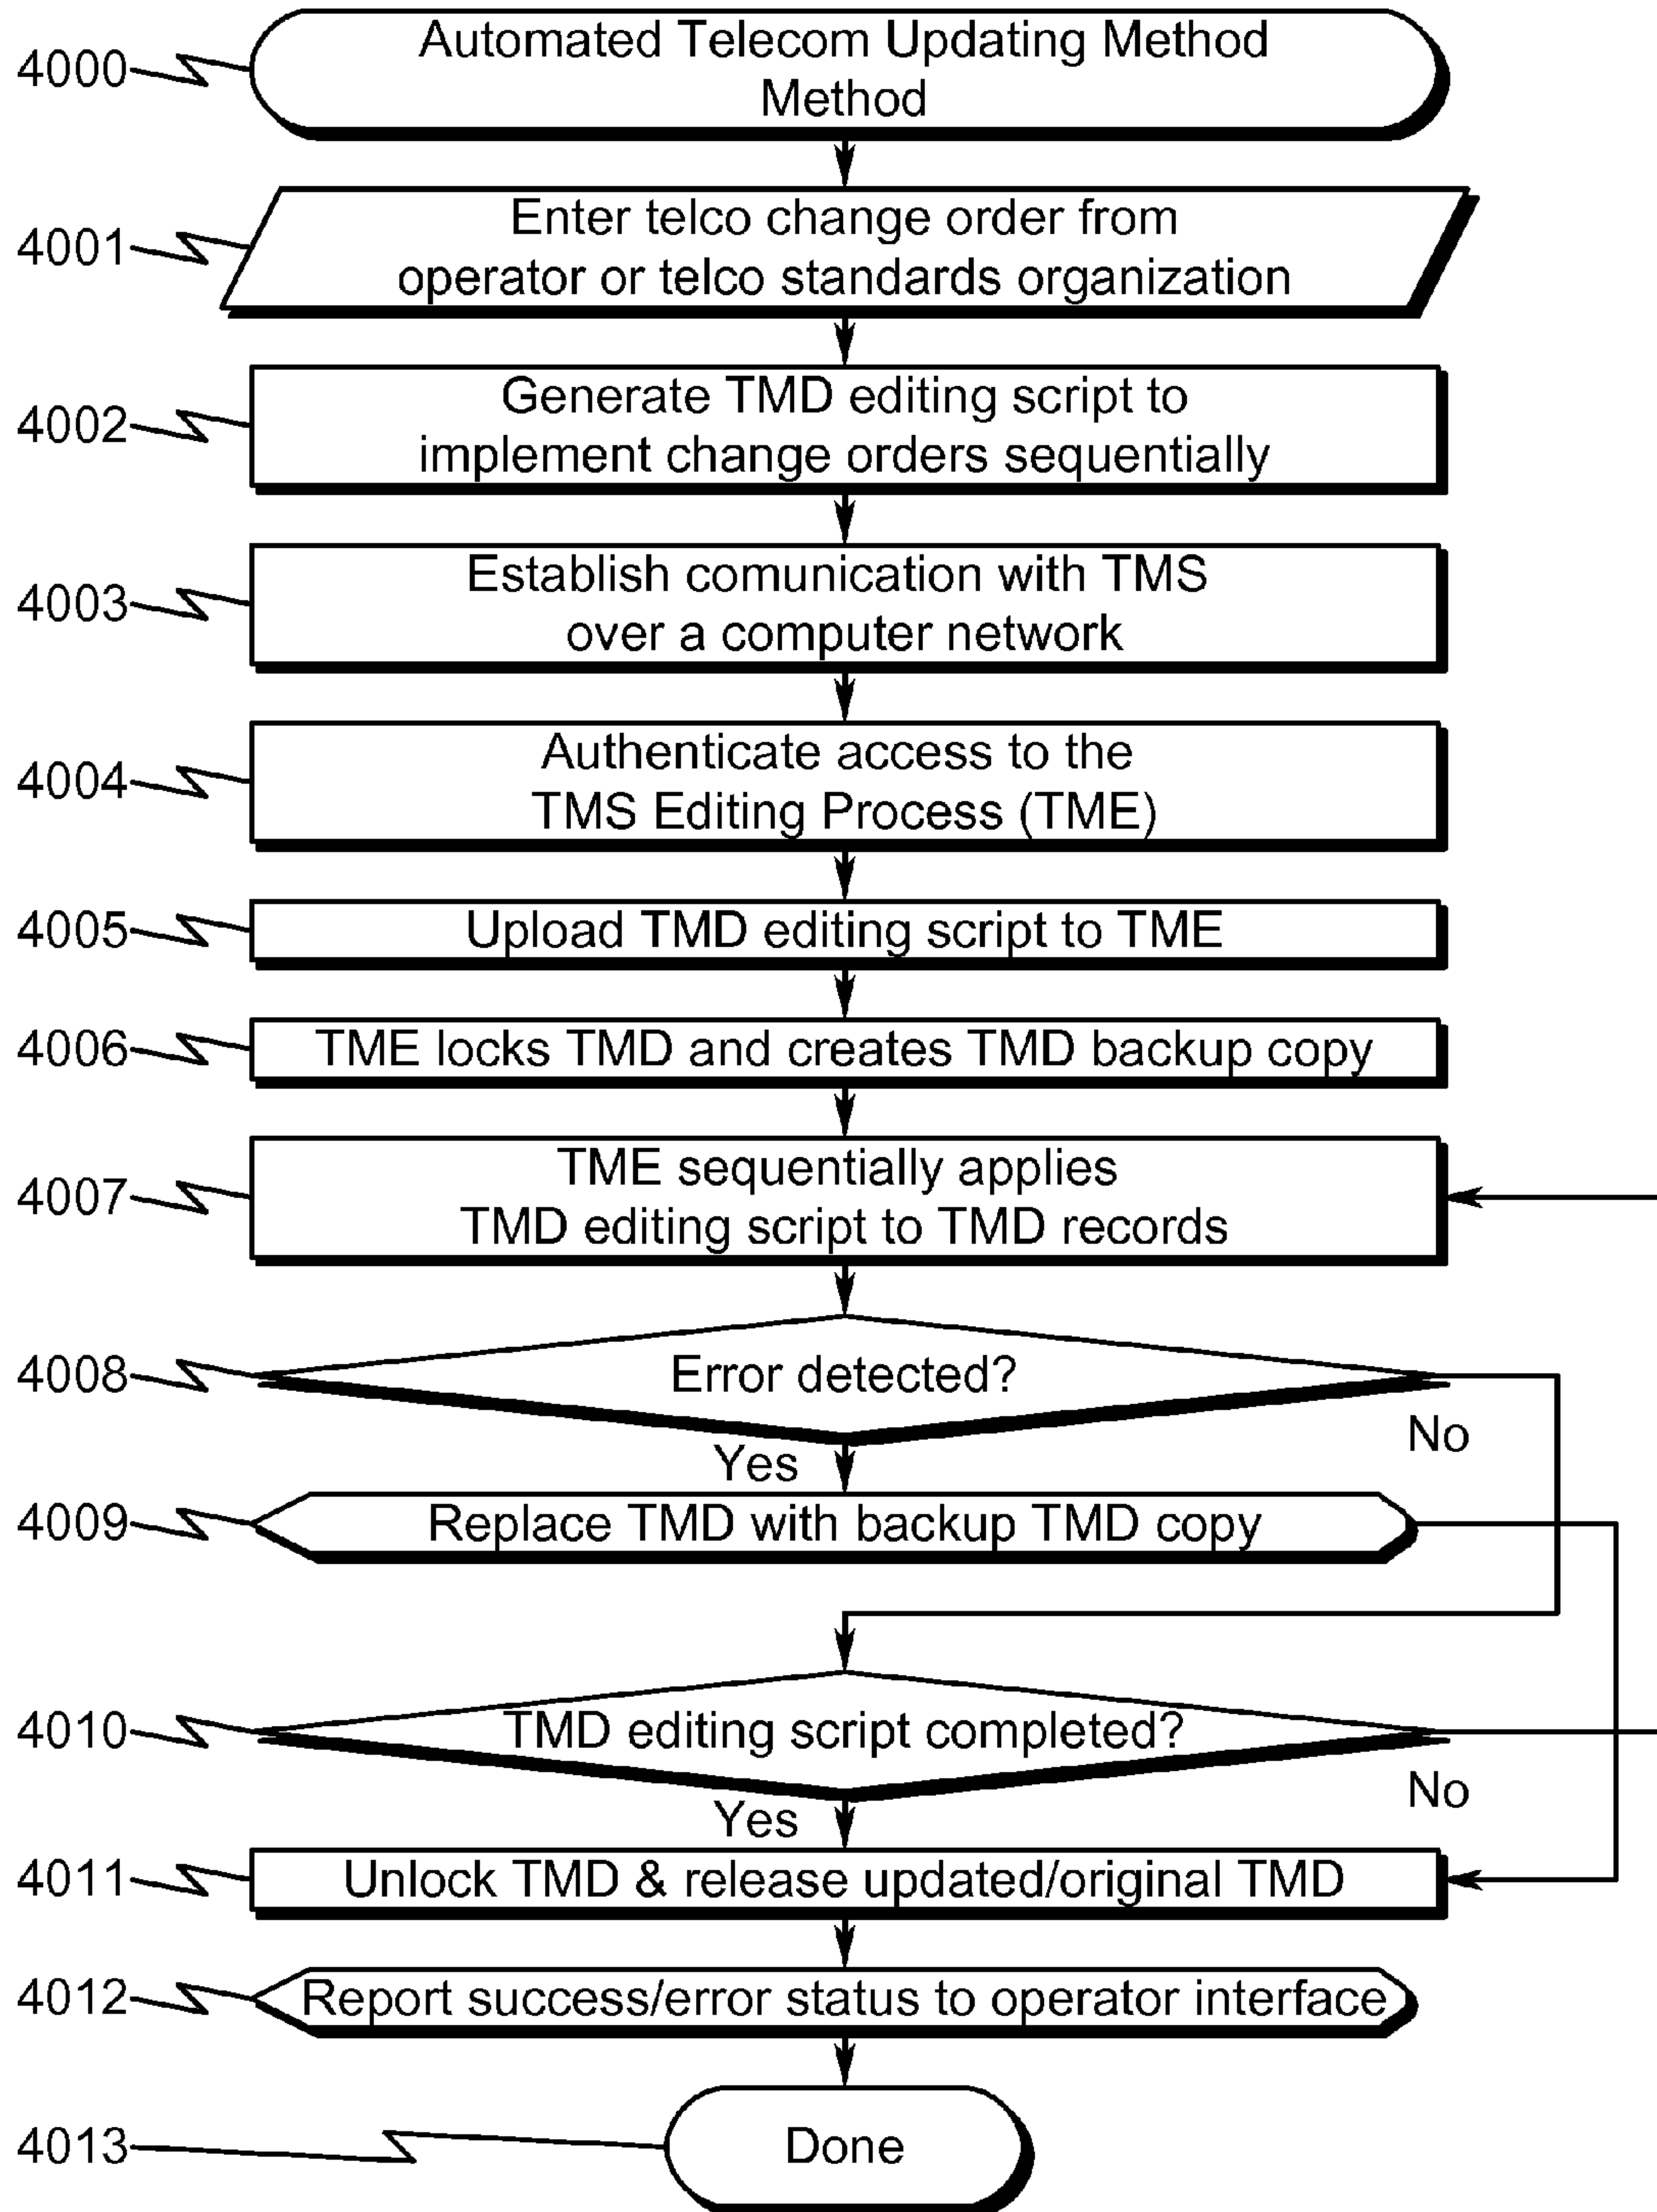 Automated Telecom Updating Method
Method
4000
Enter telco change order from
operator or telco standards organization
4001
Generate TMD editing script to
implement change orders sequentially
4002
Establish comunication with TMS
over a computer network
4003
Authenticate access to the
TMS Editing Process (TME)
4004
Upload TMD editing script to TME
4005
TME locks TMD and creates TMD backup copy
4006
TME sequentially applies
TMD editing script to TMD records
4007
Error detected?
4008
No
Yes
Replace TMD with backup TMD copy
4009
TMD editing script completed?
4010
No
Yes
Unlock TMD & release updated/original TMD
4011
Report success/error status to operator interface
4012
Done
4013